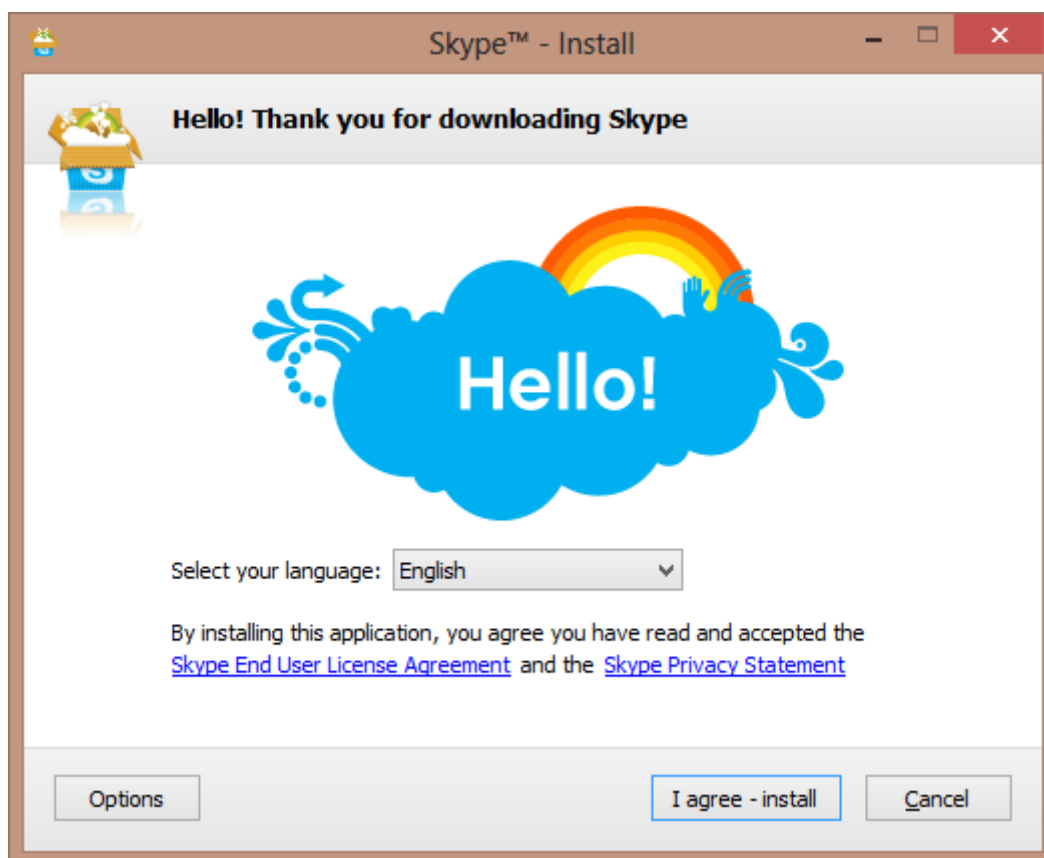 Skype™ - Install
Hello! Thank you for downloading Skype
Hello!
Select your language: English
By installing this application, you agree you have read and accepted the
Skype End User License Agreement and the Skype Privacy Statement
Options I agree - install Cancel